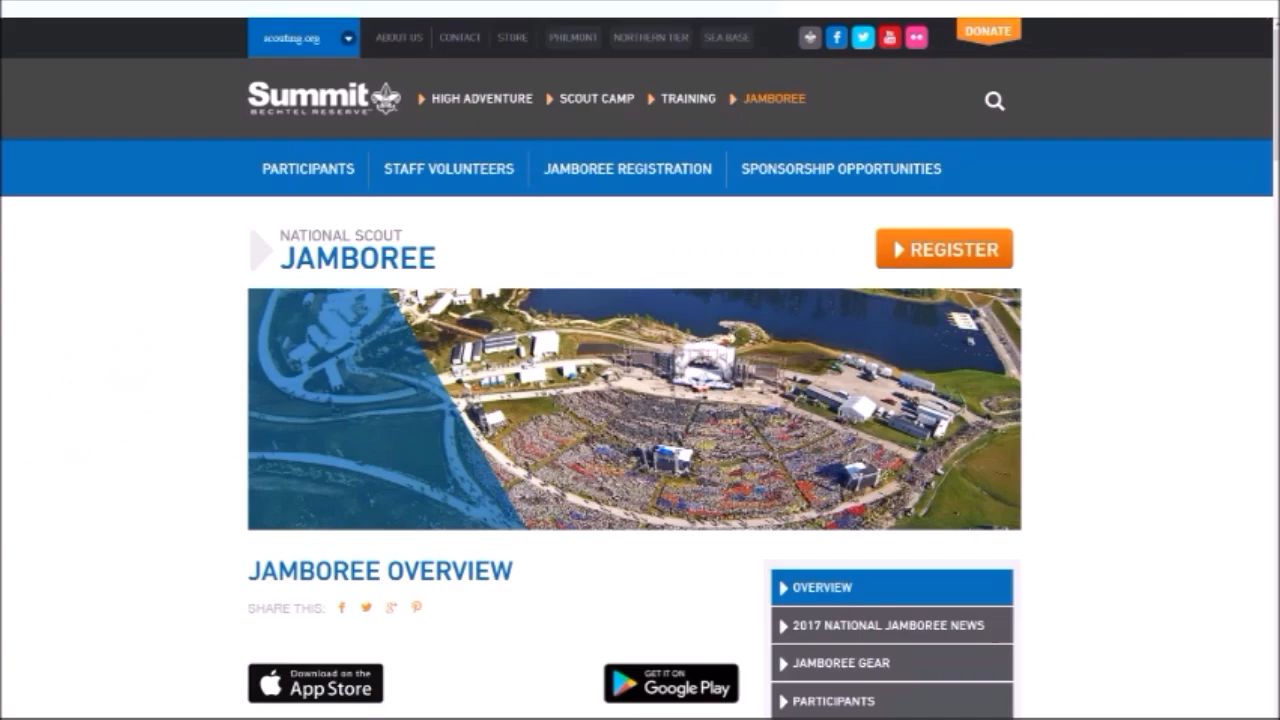 scouting.org ABOUT US CONTACT STORE PHILMONT NORTHERN TIER SEA BASE DONATE
Summit HIGH ADVENTURE SCOUT CAMP TRAINING JAMBOREE
BECHTEL RESERVE
PARTICIPANTS STAFF VOLUNTEERS JAMBOREE REGISTRATION SPONSORSHIP OPPORTUNITIES
NATIONAL SCOUT
JAMBOREE
REGISTER
JAMBOREE OVERVIEW
SHARE THIS:
Download on the
App Store
GET IT ON
Google Play
OVERVIEW
2017 NATIONAL JAMBOREE NEWS
JAMBOREE GEAR
PARTICIPANTS